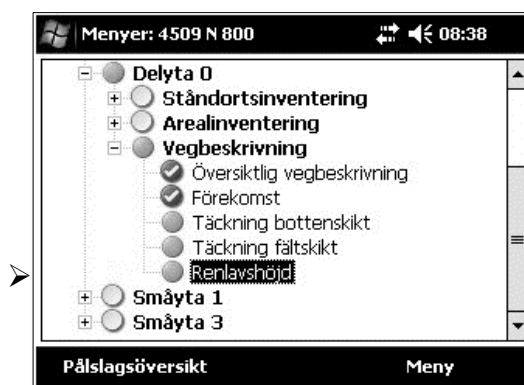 Menyer: 4509 N 800 08:38
Delyta 0
Ståndortsinventering
Arealinventering
Vegbeskrivning
Översiktlig vegbeskrivning
Förekomst
Täckning bottenskikt
Täckning fältskikt
Renlavshöjd
Småyta 1
Småyta 3
Pålslagsöversikt Meny